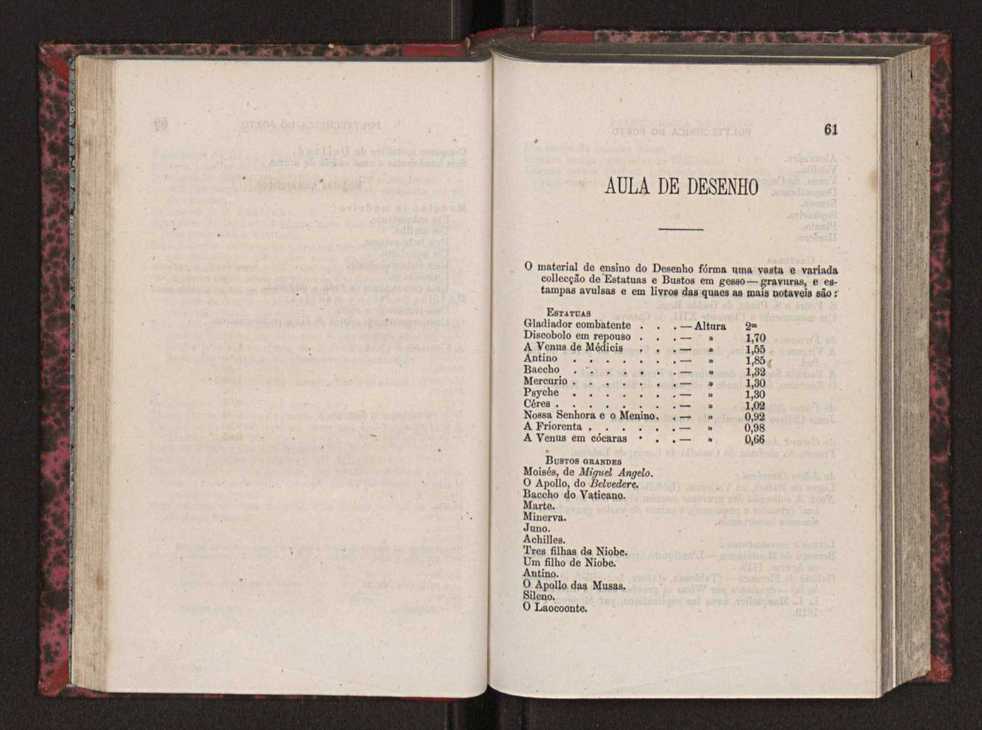 61
AULA DE DESENHO
O material de ensino do Desenho fórma uma vasta e variada
collecção de Estatuas e Bustos em gesso—gravuras, e es-
tampas avulsas e em livros das quaes as mais notaveis são:
ESTATUAS
Gladiador combatente . . . — Altura 2m
Discobolo em repouso . . . — » 1,70
A Venus de Médicis . . . . — » 1,55
Antino . . . . . . . — » 1,85
Baccho . . . . . . . — » 1,32
Mercurio . . . . . . . — » 1,30
Psyche . . . . . . . — » 1,30
Céres . . . . . . . . — » 1,02
Nossa Senhora e o Menino. . — » 0,92
A Friorenta . . . . . . — » 0,98
A Venus em cócaras . . . — » 0,66
BUSTOS GRANDES
Moisés, de Miguel Angelo.
O Apollo, do Belvedere.
Baccho do Vaticano.
Marte.
Minerva.
Juno.
Achilles.
Tres filhas de Niobe.
Um filho de Niobe.
Antino.
O Apollo das Musas.
Sileno.
O Laocoonte.